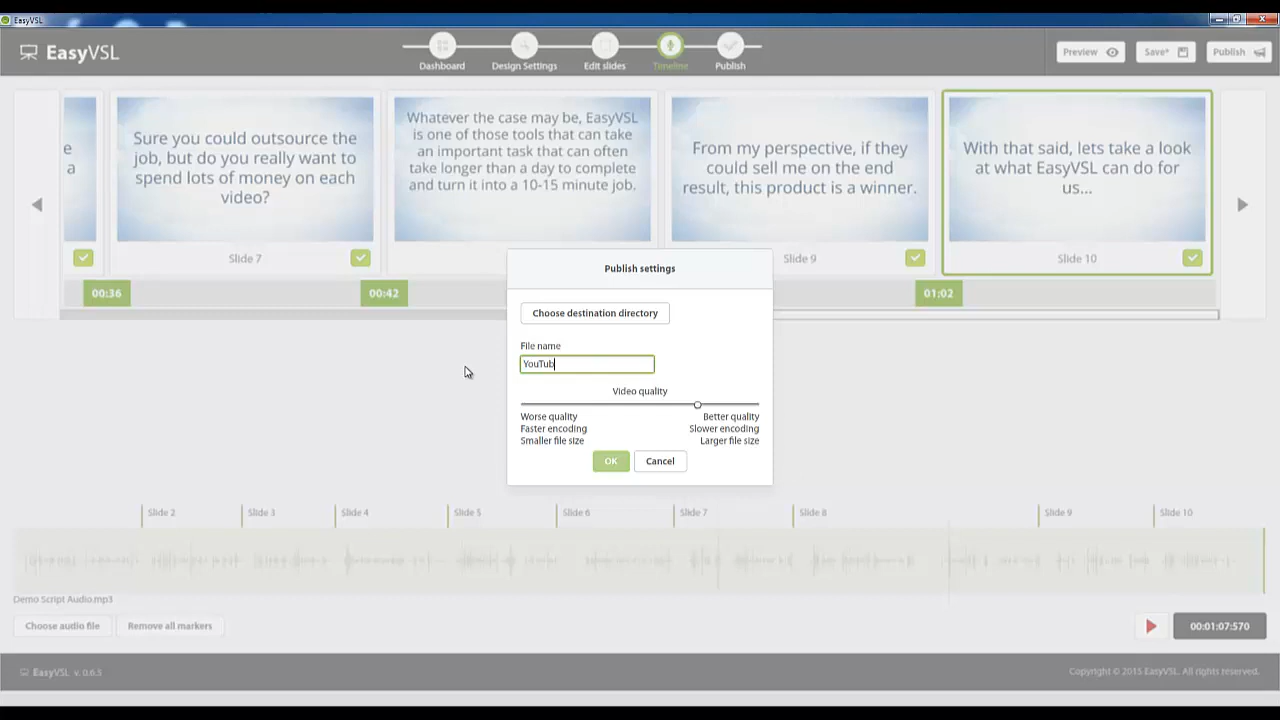 EasyVSL
EasyVSL
Dashboard
Design Settings
Edit slides
Timeline
Publish
Preview
Save*
Publish
e
a
Sure you could outsource the
job, but do you really want to
spend lots of money on each
video?
Slide 7
Whatever the case may be, EasyVSL
is one of those tools that can take
an important task that can often
take longer than a day to complete
and turn it into a 10-15 minute job.
From my perspective, if they
could sell me on the end
result, this product is a winner.
Slide 9
With that said, lets take a look
at what EasyVSL can do for
us...
Slide 10
00:36
00:42
01:02
Publish settings
Choose destination directory
File name
YouTub
Video quality
Worse quality
Better quality
Faster encoding
Slower encoding
Smaller file size
Larger file size
OK
Cancel
Slide 2
Slide 3
Slide 4
Slide 5
Slide 6
Slide 7
Slide 8
Slide 9
Slide 10
Demo Script Audio.mp3
Choose audio file
Remove all markers
00:01:07:570
EasyVSL v. 0.6.5
Copyright © 2015 EasyVSL. All rights reserved.